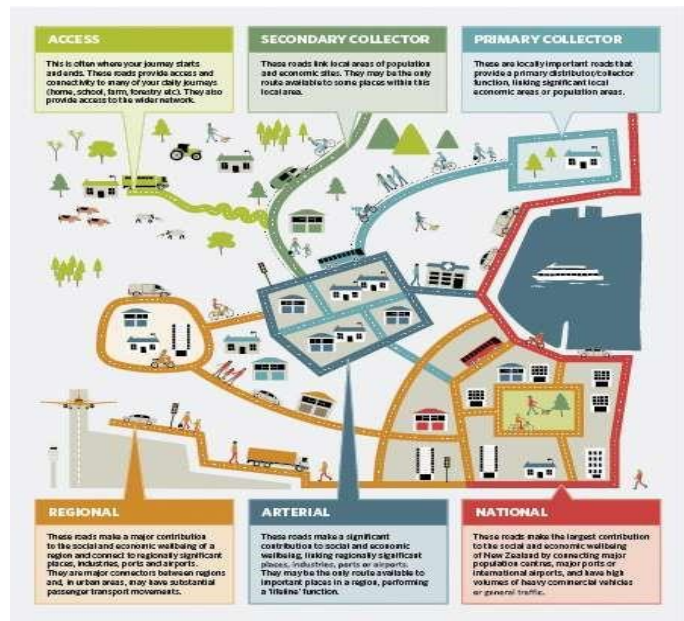 ACCESS
This is often where your journey starts
and ends. These roads provide access and
connectivity to many of your daily journeys
(home, school, farm, forestry etc). They also
provide access to the wider network.
SECONDARY COLLECTOR
These roads link local areas of population
and economic sites. They may be the only
route available to some places within this
local area.
PRIMARY COLLECTOR
These are locally important roads that
provide a primary distributor/collector
function, linking significant local
economic areas or population areas.
REGIONAL
These roads make a major contribution
to the social and economic wellbeing of a
region and connect to regionally significant
places, industries, ports and airports.
They are major connectors between regions
and, in urban areas, may have substantial
passenger transport movements.
ARTERIAL
These roads make a significant
contribution to social and economic
wellbeing, linking regionally significant
places, industries, ports or airports.
They may be the only route available to
important places in a region, performing
a 'lifeline' function.
NATIONAL
These roads make the largest contribution
to the social and economic wellbeing
of New Zealand by connecting major
population centres, major ports or
international airports, and have high
volumes of heavy commercial vehicles
or general traffic.